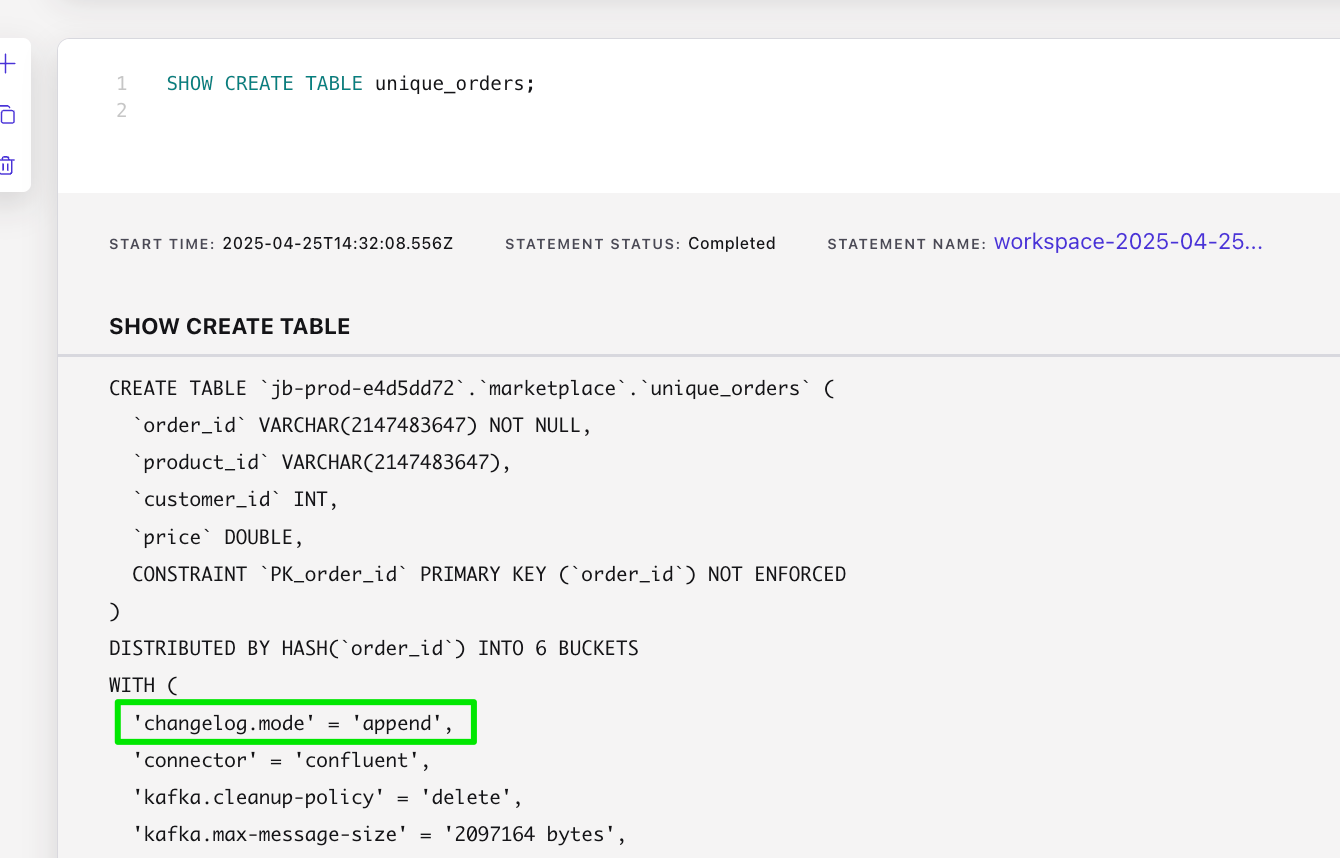 1 SHOW CREATE TABLE unique_orders;
2
START TIME: 2025-04-25T14:32:08.556Z STATEMENT STATUS: Completed STATEMENT NAME: workspace-2025-04-25...
SHOW CREATE TABLE
CREATE TABLE `jb-prod-e4d5dd72`.`marketplace`.`unique_orders` (
`order_id` VARCHAR(2147483647) NOT NULL,
`product_id` VARCHAR(2147483647),
`customer_id` INT,
`price` DOUBLE,
CONSTRAINT `PK_order_id` PRIMARY KEY (`order_id`) NOT ENFORCED
)
DISTRIBUTED BY HASH(`order_id`) INTO 6 BUCKETS
WITH (
'changelog.mode' = 'append',
'connector' = 'confluent',
'kafka.cleanup-policy' = 'delete',
'kafka.max-message-size' = '2097164 bytes',